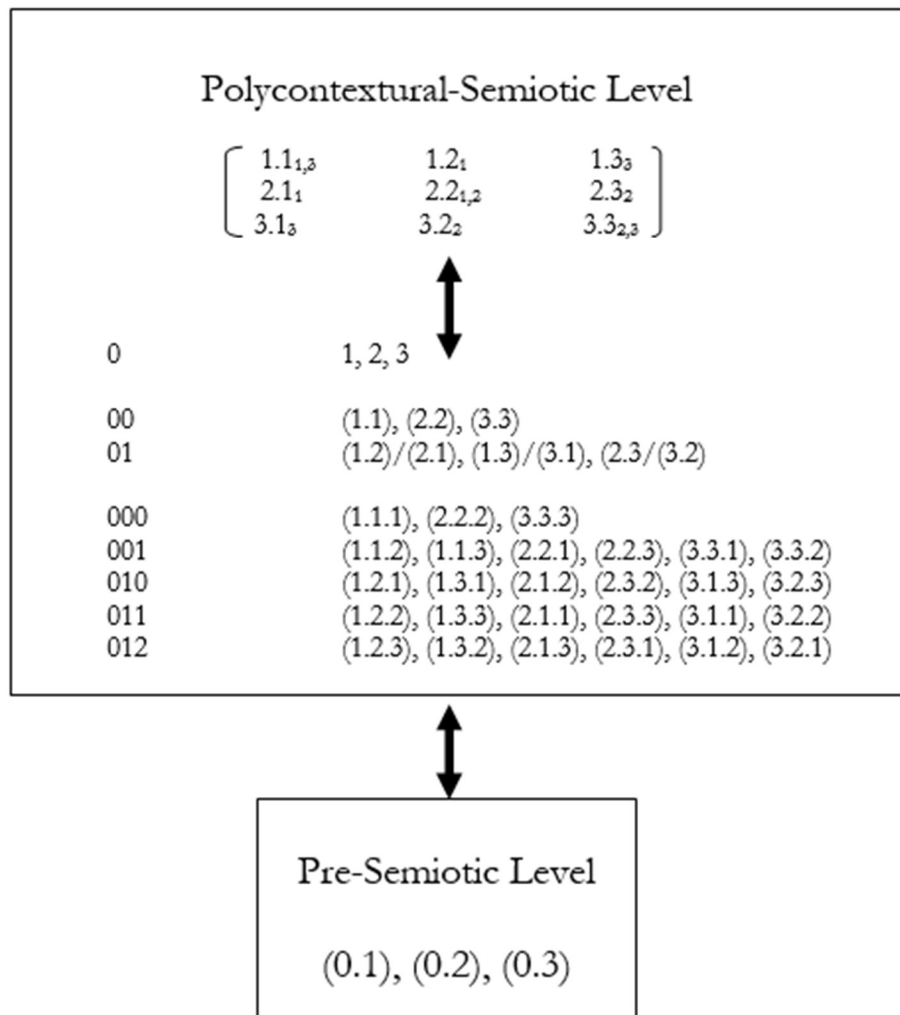 Polycontextural-Semiotic Level
1.1₁,₃ 1.2₁ 1.3₃
2.1₁ 2.2₁,₂ 2.3₂
3.1₃ 3.2₂ 3.3₂,₃
0 1, 2, 3
00 (1.1), (2.2), (3.3)
01 (1.2)/(2.1), (1.3)/(3.1), (2.3/(3.2)
000 (1.1.1), (2.2.2), (3.3.3)
001 (1.1.2), (1.1.3), (2.2.1), (2.2.3), (3.3.1), (3.3.2)
010 (1.2.1), (1.3.1), (2.1.2), (2.3.2), (3.1.3), (3.2.3)
011 (1.2.2), (1.3.3), (2.1.1), (2.3.3), (3.1.1), (3.2.2)
012 (1.2.3), (1.3.2), (2.1.3), (2.3.1), (3.1.2), (3.2.1)
Pre-Semiotic Level
(0.1), (0.2), (0.3)